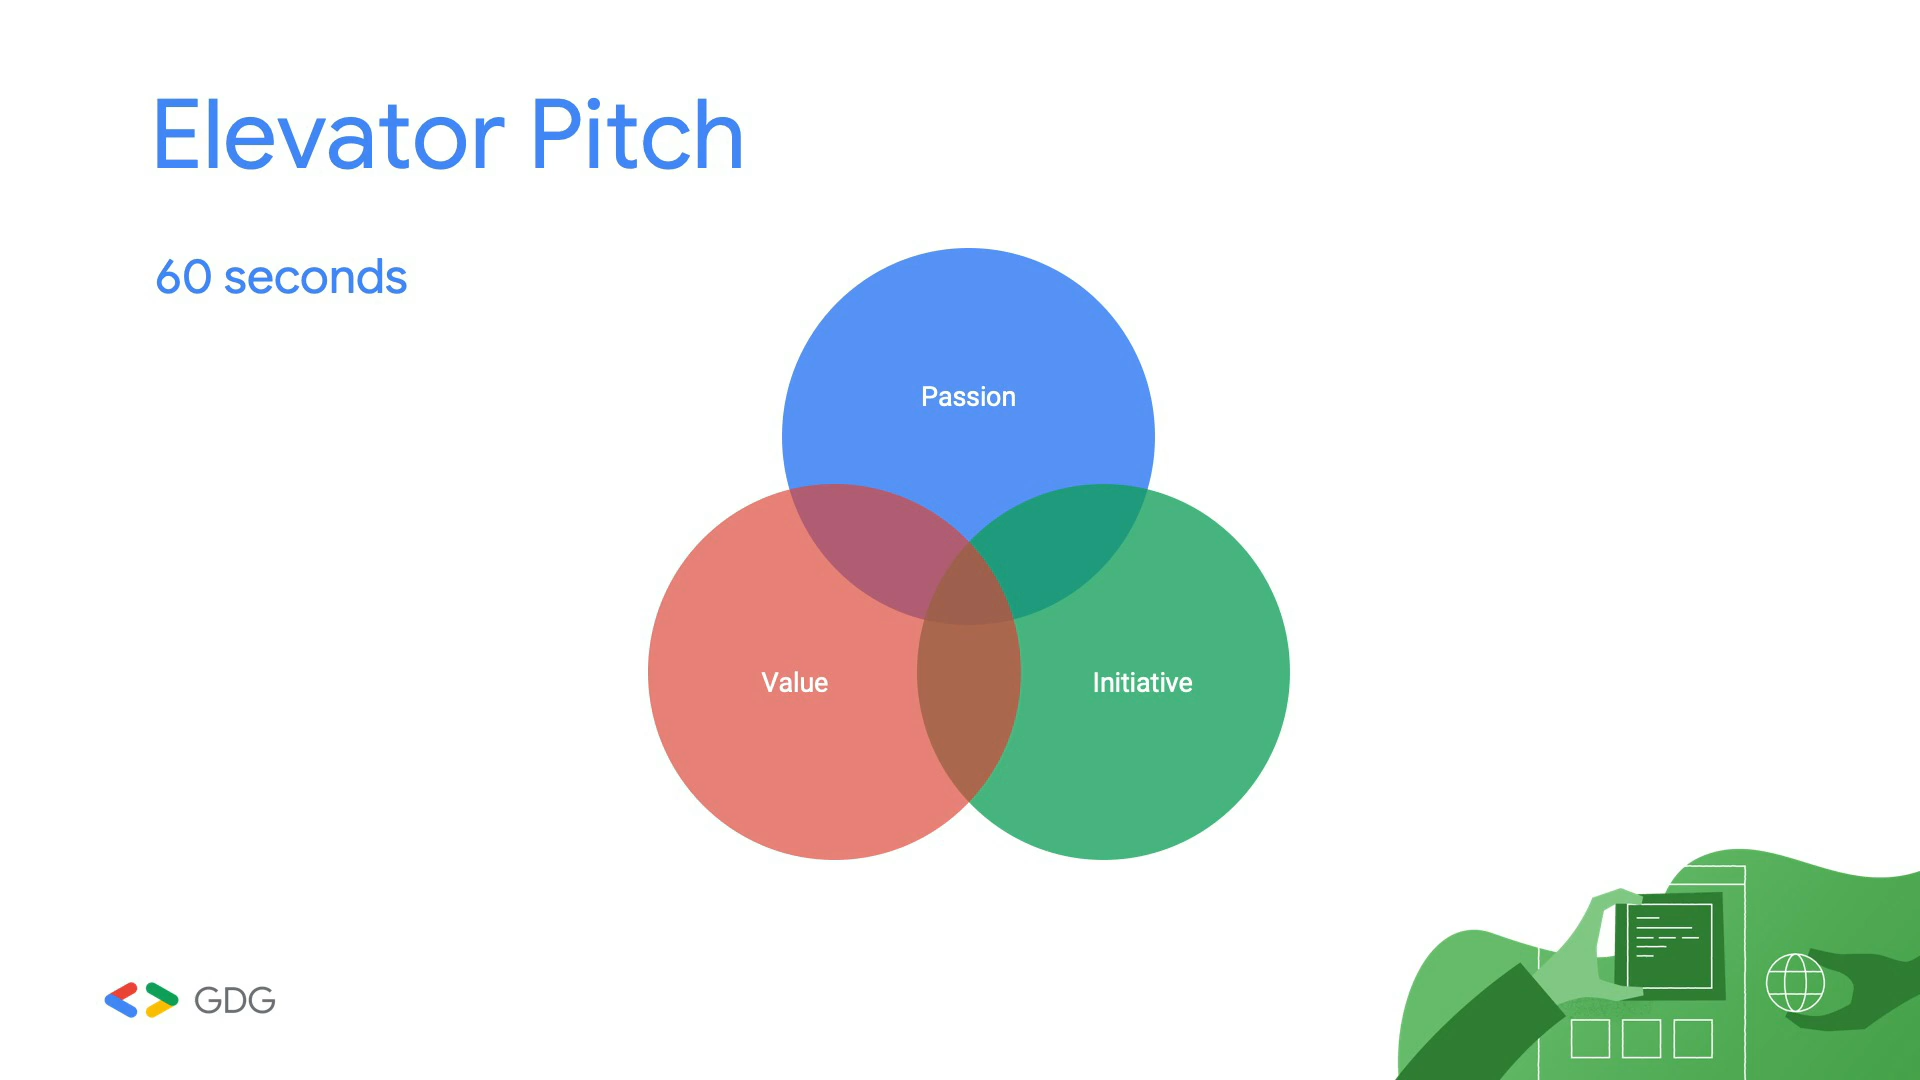 Elevator Pitch
60 seconds
Passion
Value
Initiative
GDG